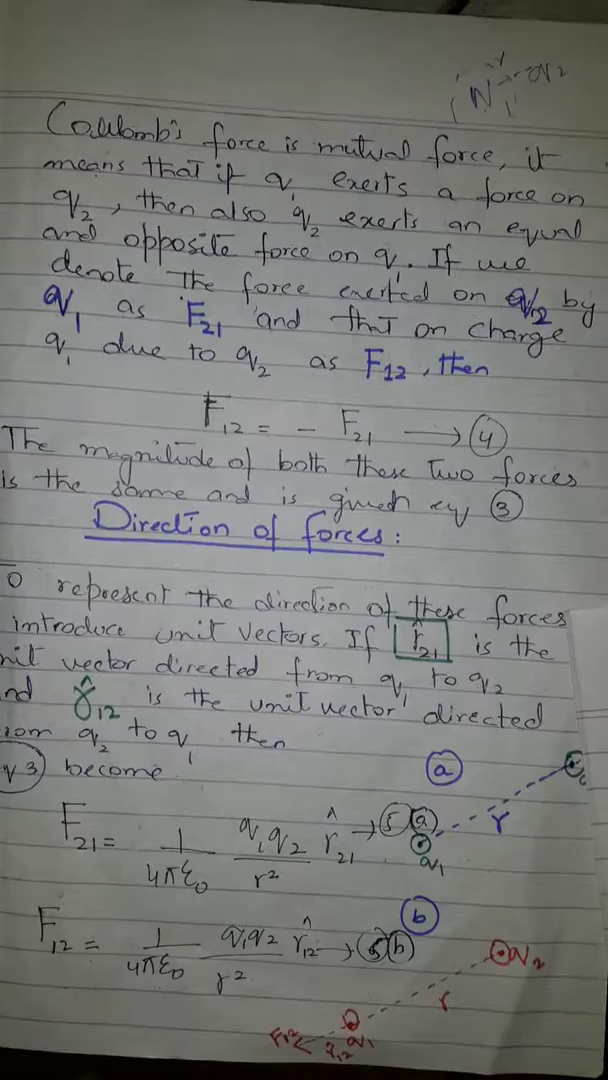 Coulomb's force is mutual force, it
means that if q₁ exerts a force on
q₂, then also q₂ exerts an equal
and opposite force on q₁. If we
denote the force exerted on q₂ by
q₁ as F₂₁ and that on charge
q₁ due to q₂ as F₁₂, then
F₁₂ = - F₂₁ → ④
The magnitude of both these two forces
is the same and is given eq ③
Direction of forces:
To represent the direction of these forces
introduce unit vectors. If r̂₂₁ is the
nit vector directed from q₁ to q₂
nd r̂₁₂ is the unit vector directed
rom q₂ to q₁ then
q 3) become
ⓐ
r
q₁
F₂₁ = 1/4πε₀ q₁q₂/r² r̂₂₁ → ⑤ⓐ
ⓑ
F₁₂ = 1/4πε₀ q₁q₂/r² r̂₁₂ → ⑤ⓑ
q₂
r
q₁
F₁₂